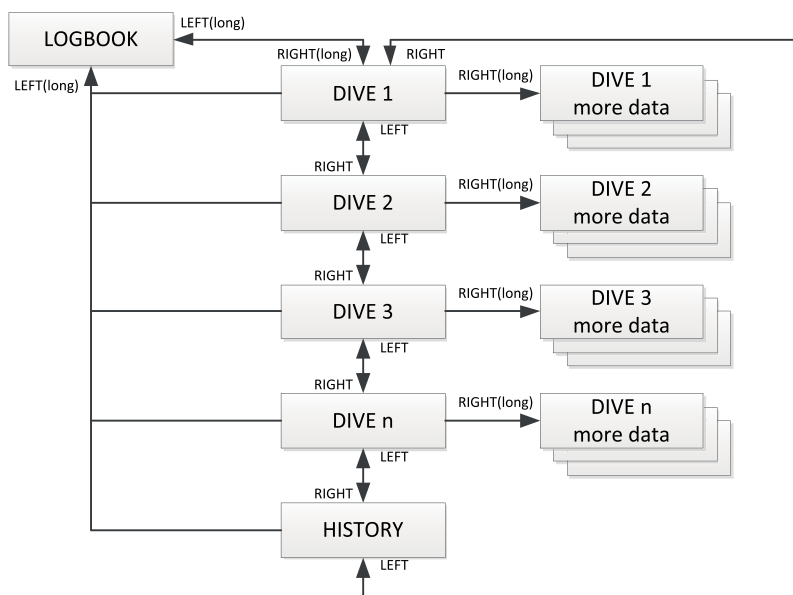 LEFT(long)
LOGBOOK
RIGHT(long)
RIGHT
LEFT(long)
DIVE 1
RIGHT(long)
DIVE 1
more data
LEFT
RIGHT
DIVE 2
RIGHT(long)
DIVE 2
more data
LEFT
RIGHT
DIVE 3
RIGHT(long)
DIVE 3
more data
LEFT
RIGHT
DIVE n
RIGHT(long)
DIVE n
more data
LEFT
RIGHT
HISTORY
LEFT